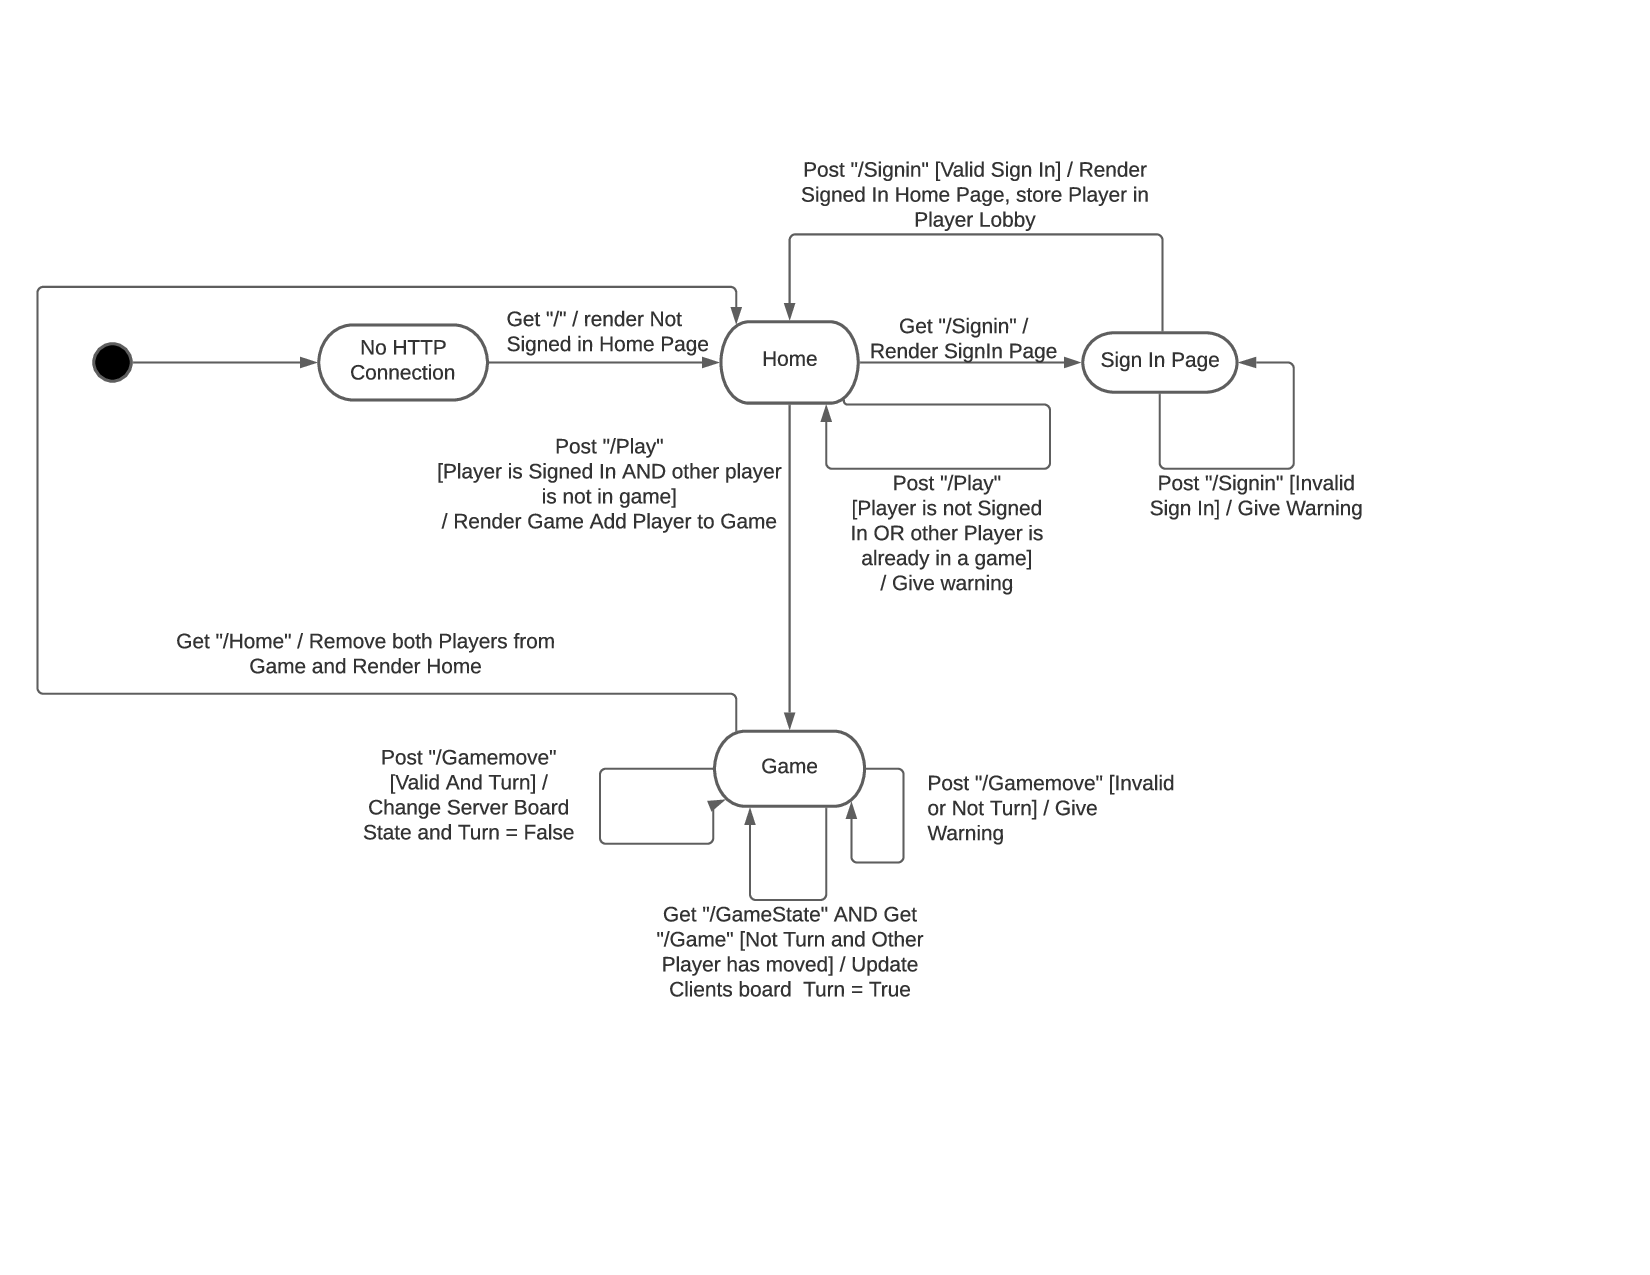 Post "/Signin" [Valid Sign In] / Render
Signed In Home Page, store Player in
Player Lobby
No HTTP
Connection
Get "/" / render Not
Signed in Home Page
Home
Get "/Signin" /
Render SignIn Page
Sign In Page
Post "/Play"
[Player is Signed In AND other player
is not in game]
/ Render Game Add Player to Game
Post "/Play"
[Player is not Signed
In OR other Player is
already in a game]
/ Give warning
Post "/Signin" [Invalid
Sign In] / Give Warning
Get "/Home" / Remove both Players from
Game and Render Home
Post "/Gamemove"
[Valid And Turn] /
Change Server Board
State and Turn = False
Game
Post "/Gamemove" [Invalid
or Not Turn] / Give
Warning
Get "/GameState" AND Get
"/Game" [Not Turn and Other
Player has moved] / Update
Clients board  Turn = True